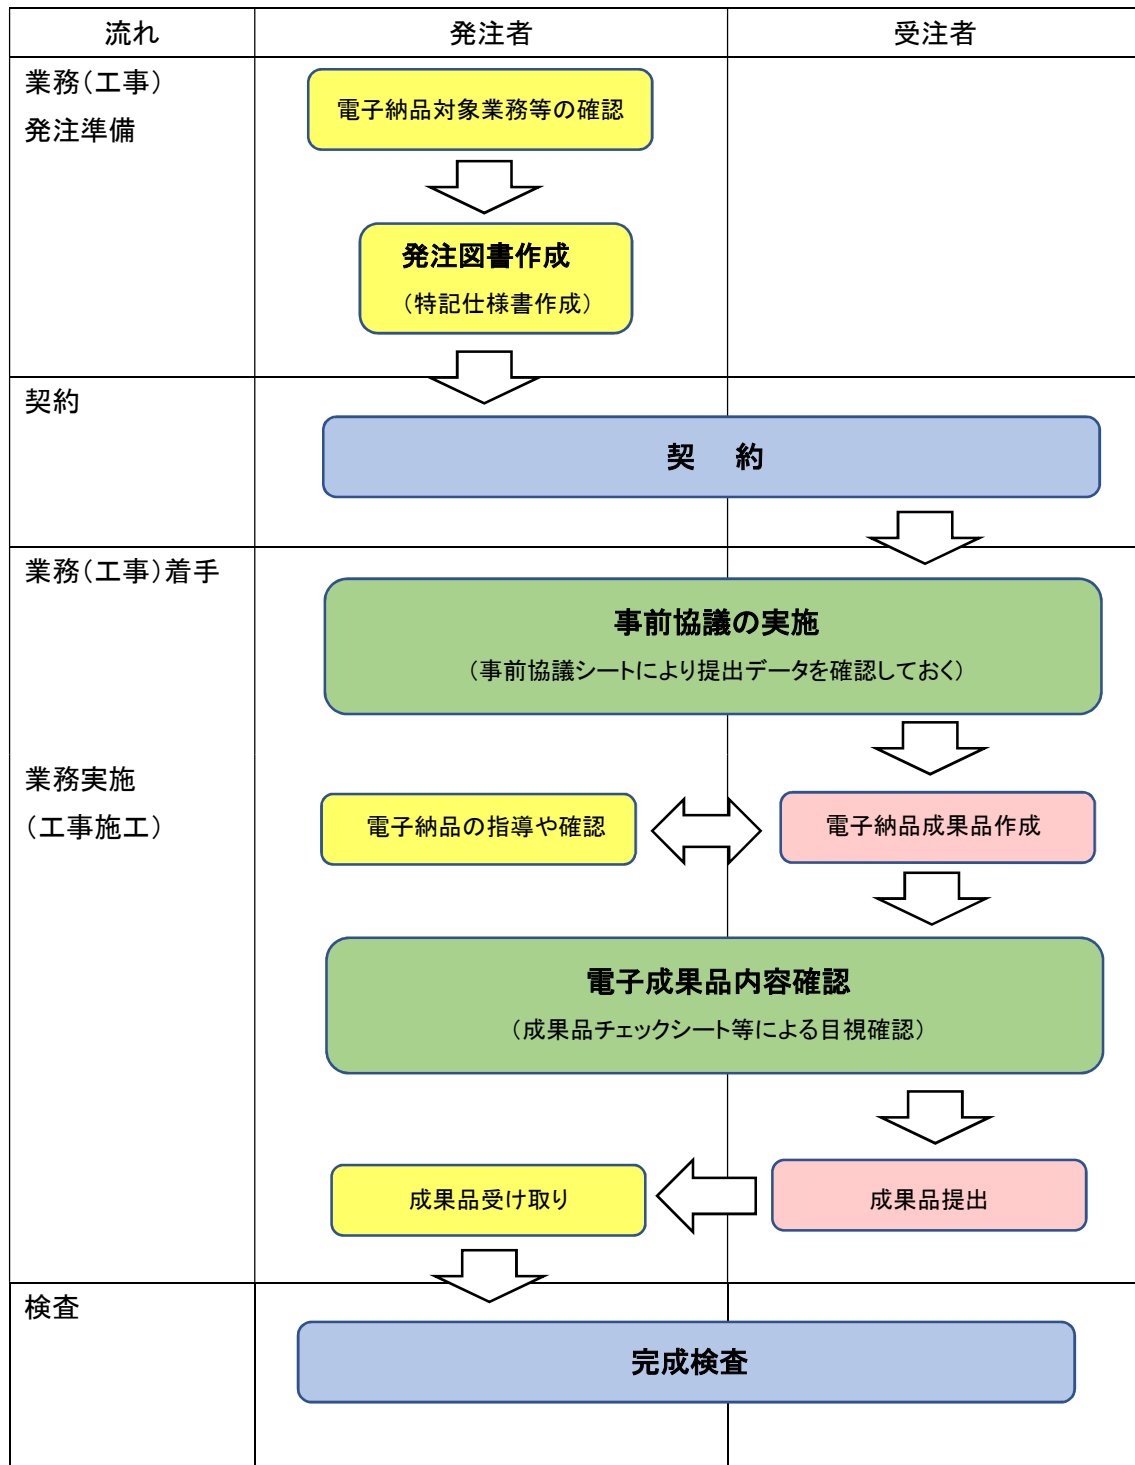 流れ
発注者
受注者
業務（工事）
発注準備
電子納品対象業務等の確認
発注図書作成
（特記仕様書作成）
契約
契　約
業務（工事）着手
事前協議の実施
（事前協議シートにより提出データを確認しておく）
業務実施
（工事施工）
電子納品の指導や確認
電子納品成果品作成
電子成果品内容確認
（成果品チェックシート等による目視確認）
成果品受け取り
成果品提出
検査
完成検査